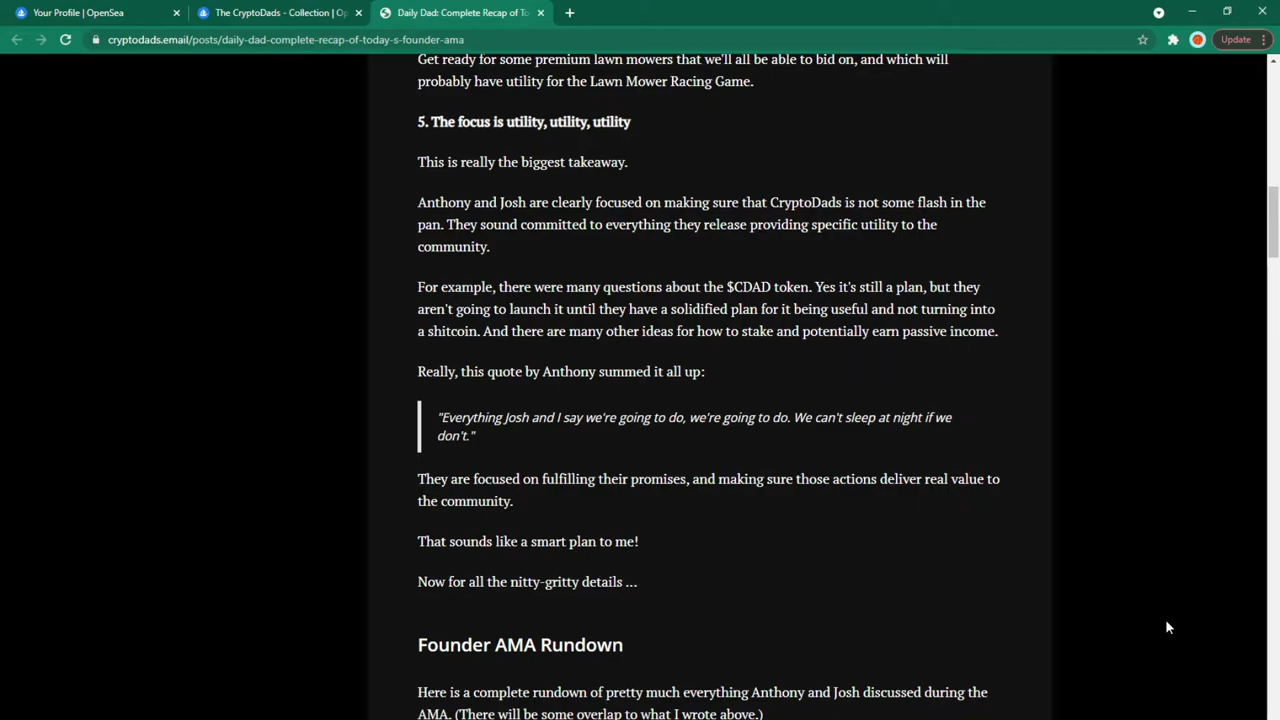 Your Profile | OpenSea
The CryptoDads - Collection | Op
Daily Dad: Complete Recap of To
cryptodads.email/posts/daily-dad-complete-recap-of-today-s-founder-ama
Update
Get ready for some premium lawn mowers that we'll all be able to bid on, and which will
probably have utility for the Lawn Mower Racing Game.
5. The focus is utility, utility, utility
This is really the biggest takeaway.
Anthony and Josh are clearly focused on making sure that CryptoDads is not some flash in the
pan. They sound committed to everything they release providing specific utility to the
community.
For example, there were many questions about the $CDAD token. Yes it's still a plan, but they
aren't going to launch it until they have a solidified plan for it being useful and not turning into
a shitcoin. And there are many other ideas for how to stake and potentially earn passive income.
Really, this quote by Anthony summed it all up:
"Everything Josh and I say we're going to do, we're going to do. We can't sleep at night if we
don't."
They are focused on fulfilling their promises, and making sure those actions deliver real value to
the community.
That sounds like a smart plan to me!
Now for all the nitty-gritty details ...
Founder AMA Rundown
Here is a complete rundown of pretty much everything Anthony and Josh discussed during the
AMA. (There will be some overlap to what I wrote above.)